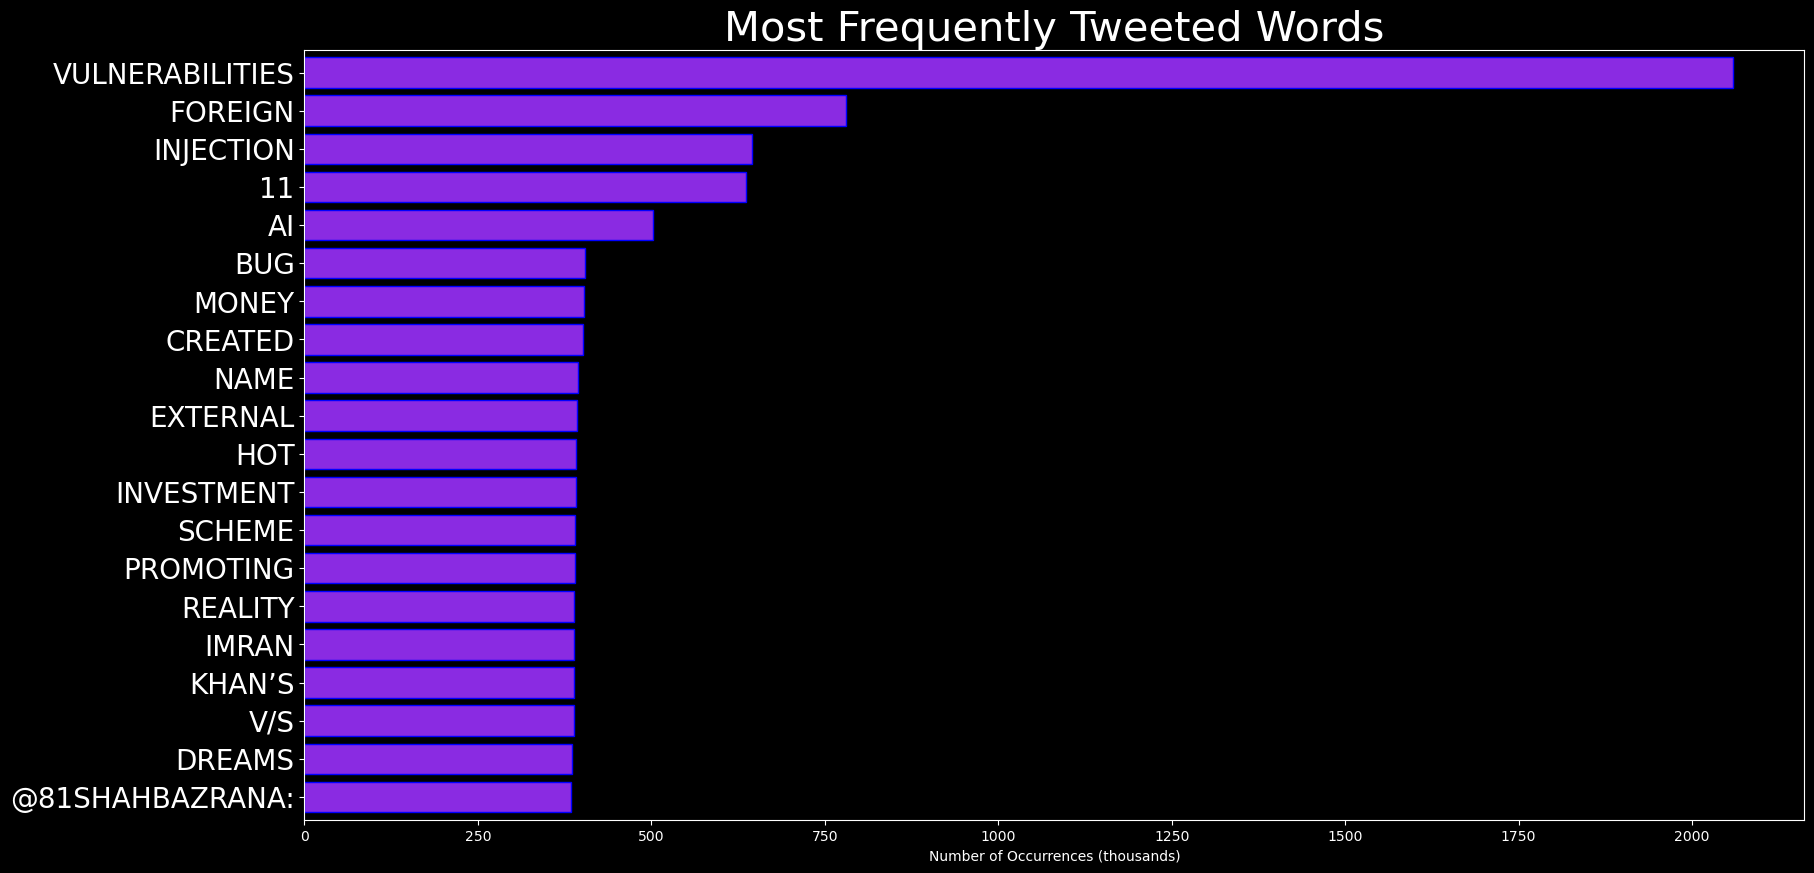 Most Frequently Tweeted Words
VULNERABILITIES
FOREIGN
INJECTION
11
AI
BUG
MONEY
CREATED
NAME
EXTERNAL
HOT
INVESTMENT
SCHEME
PROMOTING
REALITY
IMRAN
KHAN’S
V/S
DREAMS
@81SHAHBAZRANA:
0 250 500 750 1000 1250 1500 1750 2000
Number of Occurrences (thousands)